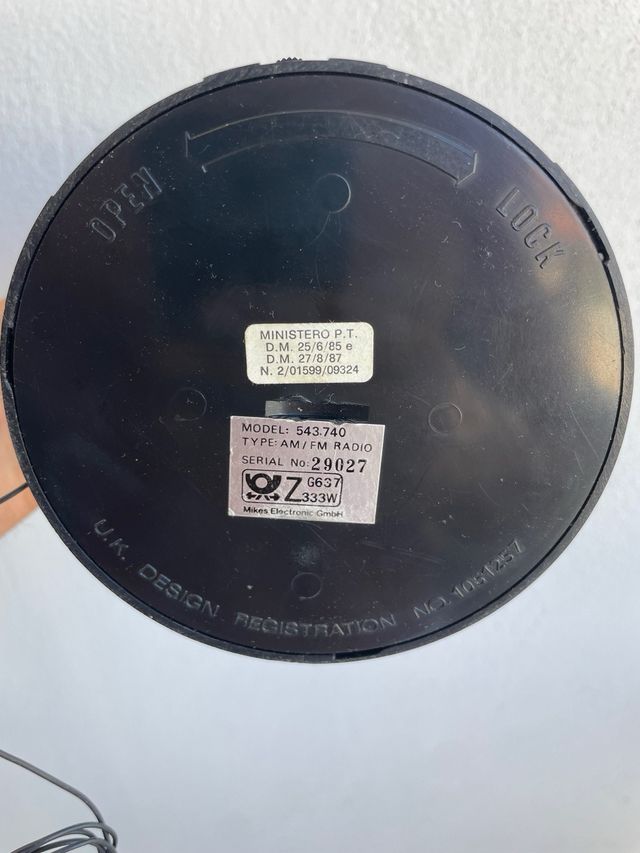 OPEN
LOCK
MINISTERO P.T.
D.M. 25/6/85 e
D.M. 27/8/87
N. 2/01599/09324
MODEL: 543.740
TYPE: AM/FM RADIO
SERIAL No: 29027
Z G637
333W
Mikes Electronic GmbH
U.K. DESIGN REGISTRATION NO. 1051257